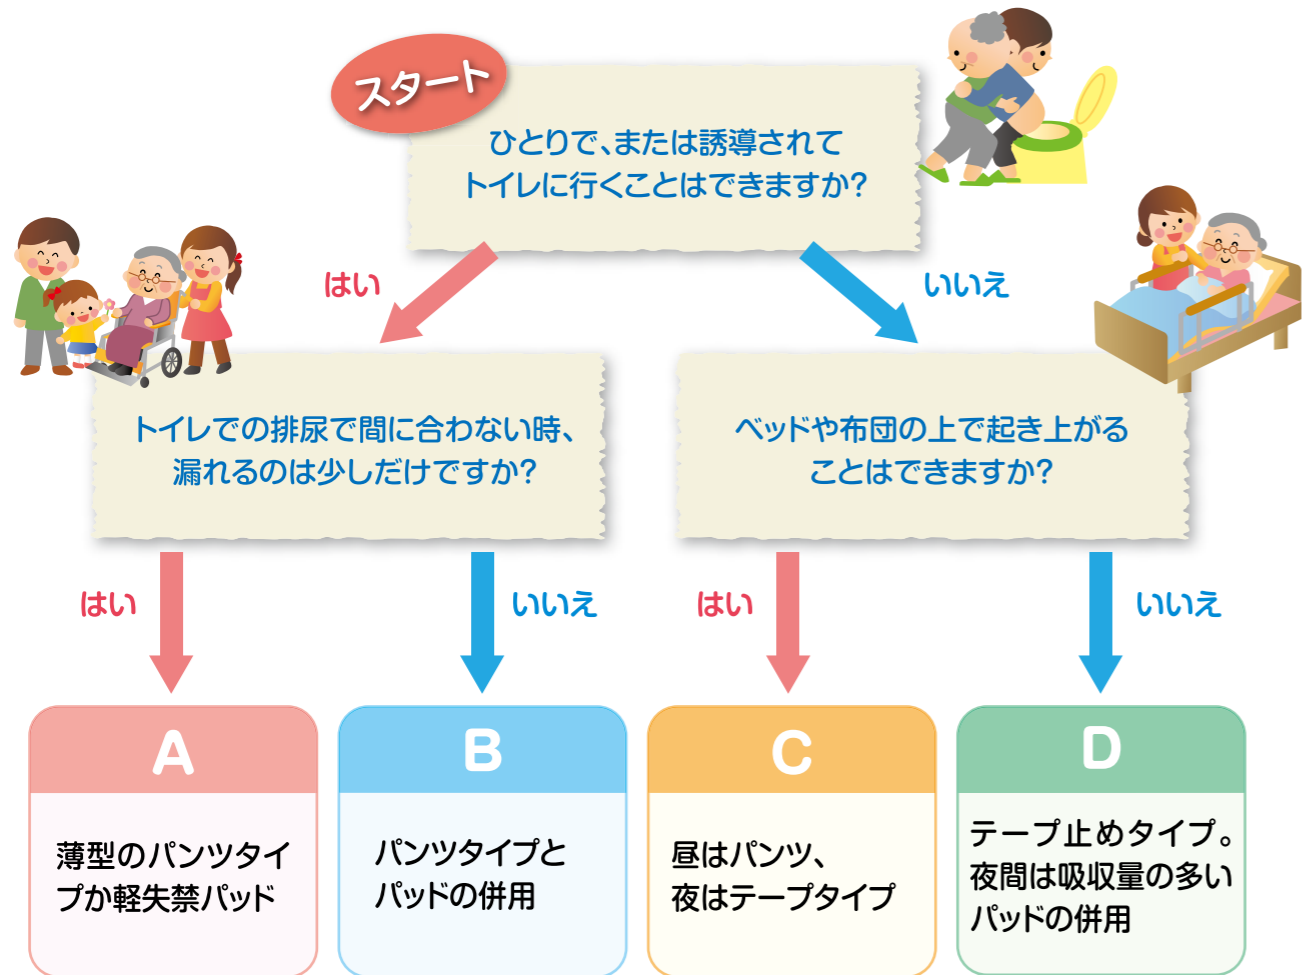 スタート
ひとりで、または誘導されて
トイレに行くことはできますか?
はい
いいえ
トイレでの排尿で間に合わない時、
漏れるのは少しだけですか?
ベッドや布団の上で起き上がる
ことはできますか?
はい
いいえ
はい
いいえ
A
薄型のパンツタイ
プか軽失禁パッド
B
パンツタイプと
パッドの併用
C
昼はパンツ、
夜はテープタイプ
D
テープ止めタイプ。
夜間は吸収量の多い
パッドの併用